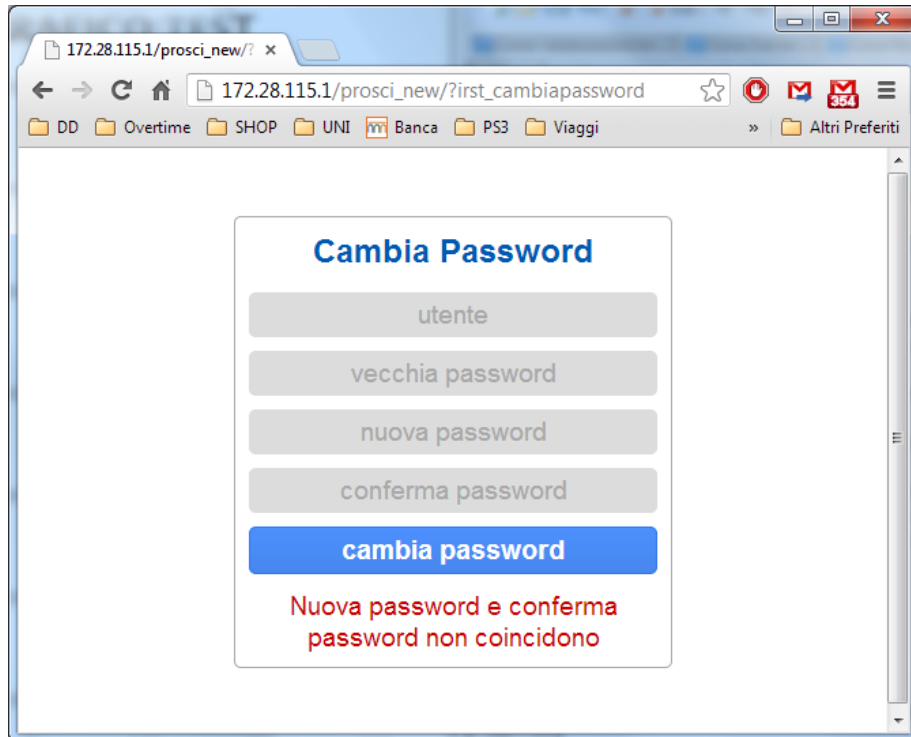 172.28.115.1/prosci_new/?
172.28.115.1/prosci_new/?irst_cambiapassword
354
DD Overtime SHOP UNI Banca PS3 Viaggi » Altri Preferiti
Cambia Password
utente
vecchia password
nuova password
conferma password
cambia password
Nuova password e conferma
password non coincidono